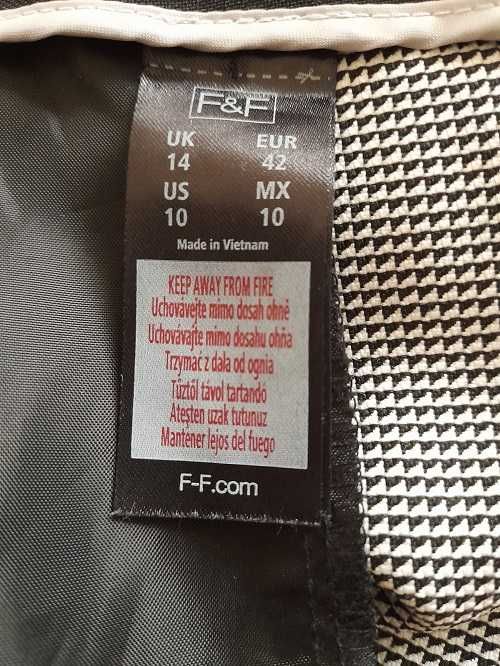 F&F
UK EUR
14 42
US MX
10 10
Made in Vietnam
KEEP AWAY FROM FIRE
Uchovávejte mimo dosah ohně
Uchovávajte mimo dosahu ohňa
Trzymać z dala od ognia
Tűztől távol tartandó
Ateşten uzak tutunuz
Mantener lejos del fuego
F-F.com